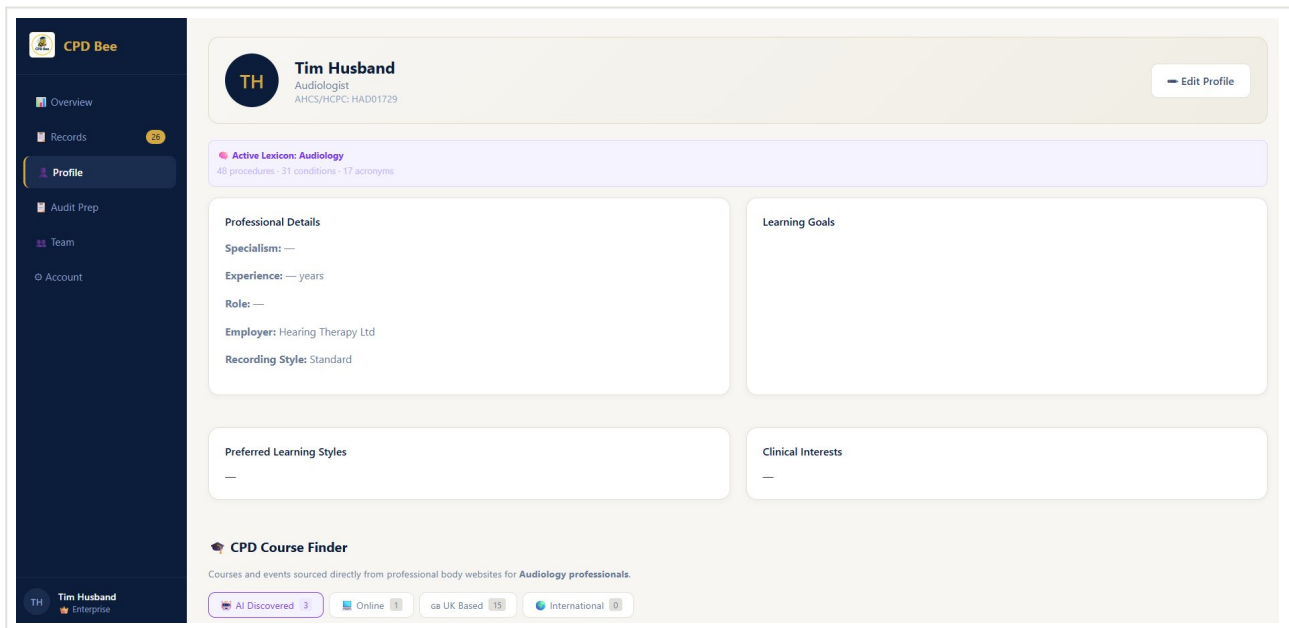 CPD Bee
Overview
Records 26
Profile
Audit Prep
Team
Account
TH
Tim Husband
Enterprise
TH
Tim Husband
Audiologist
AHCS/HCPC: HAD01729
Edit Profile
Active Lexicon: Audiology
48 procedures · 31 conditions · 17 acronyms
Professional Details
Specialism: —
Experience: — years
Role: —
Employer: Hearing Therapy Ltd
Recording Style: Standard
Learning Goals
Preferred Learning Styles
—
Clinical Interests
—
CPD Course Finder
Courses and events sourced directly from professional body websites for Audiology professionals.
AI Discovered 3
Online 1
GB UK Based 15
International 0